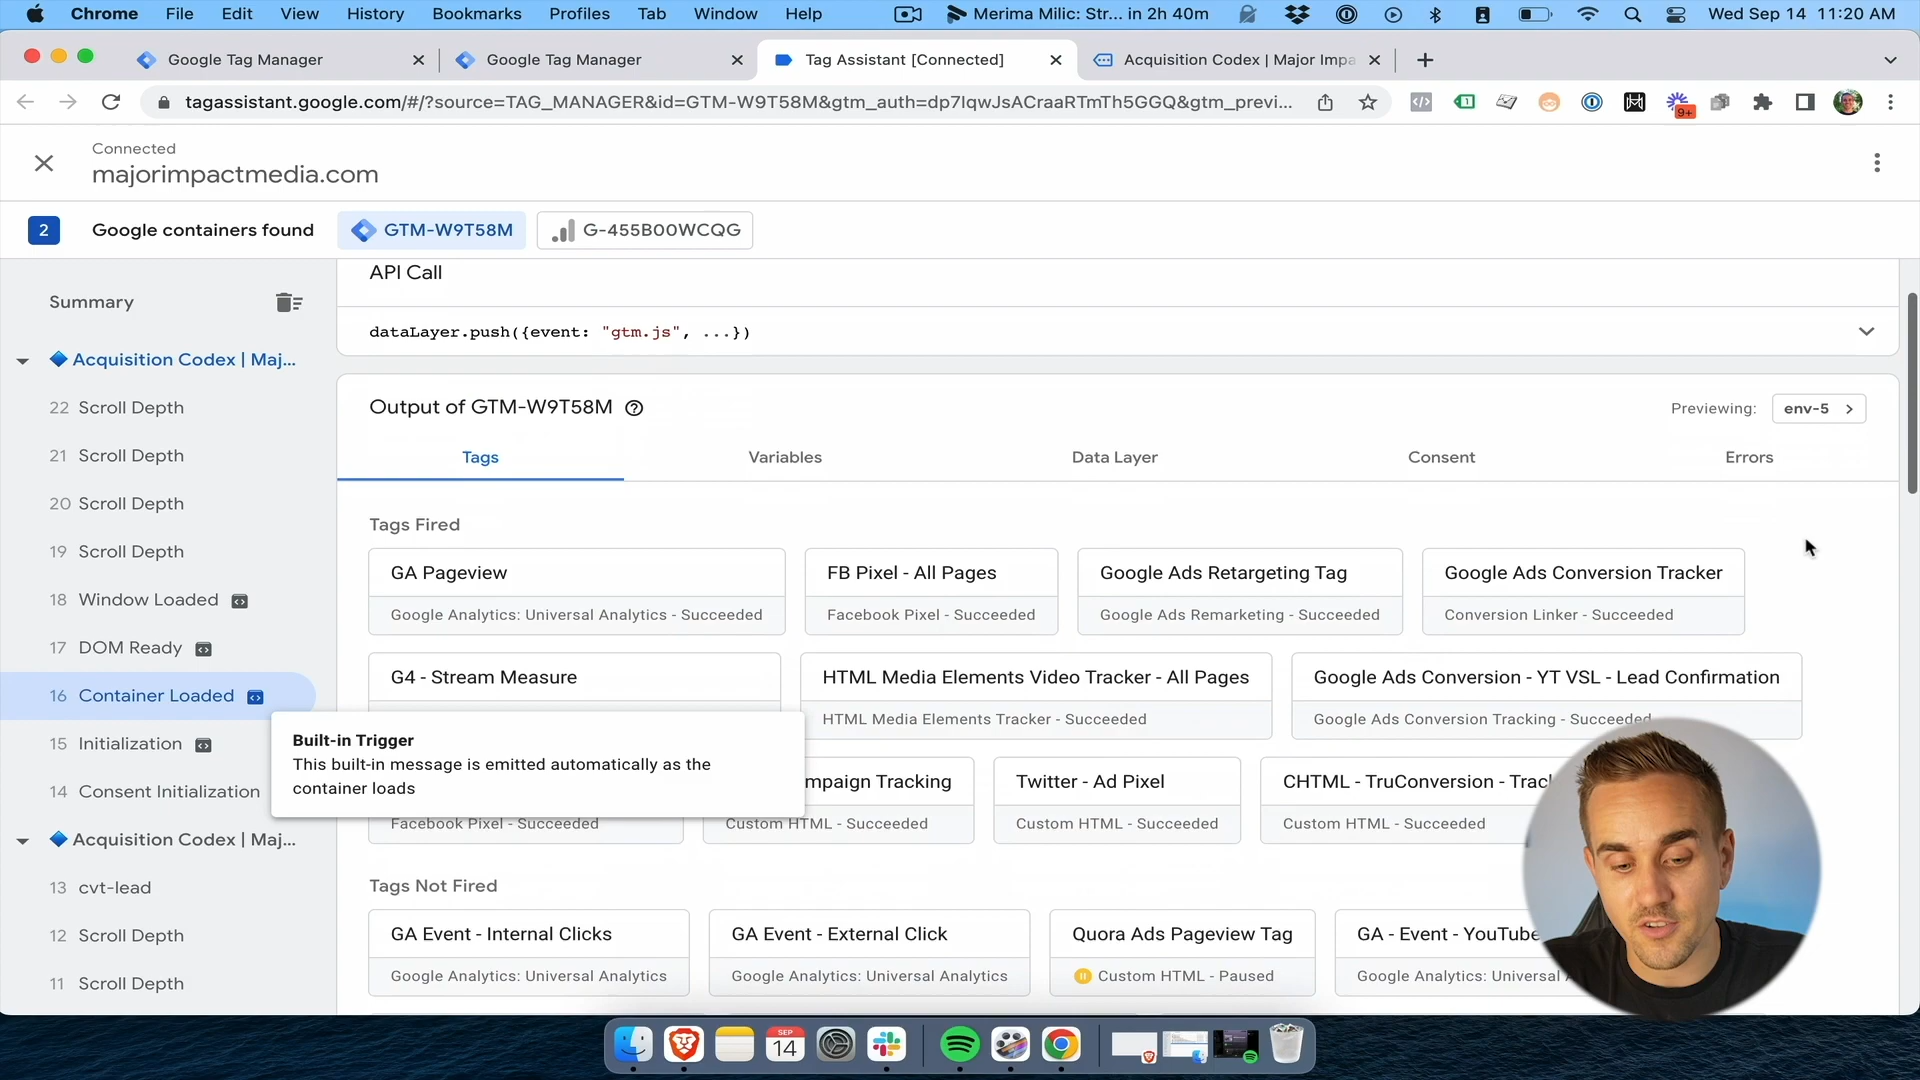 Chrome File Edit View History Bookmarks Profiles Tab Window Help Merima Milic: Str... in 2h 40m Wed Sep 14 11:20 AM
Google Tag Manager Google Tag Manager Tag Assistant [Connected] Acquisition Codex | Major Impa
tagassistant.google.com/#/?source=TAG_MANAGER&id=GTM-W9T58M&gtm_auth=dp7lqwJsACraaRTmTh5GGQ&gtm_previ...
9+
Connected
majorimpactmedia.com
2 Google containers found GTM-W9T58M G-455B00WCQG
Summary
Acquisition Codex | Maj...
22 Scroll Depth
21 Scroll Depth
20 Scroll Depth
19 Scroll Depth
18 Window Loaded
17 DOM Ready
16 Container Loaded
15 Initialization
14 Consent Initialization
Acquisition Codex | Maj...
13 cvt-lead
12 Scroll Depth
11 Scroll Depth
API Call
dataLayer.push({event: "gtm.js", ...})
Output of GTM-W9T58M
Previewing: env-5
Tags Variables Data Layer Consent Errors
Tags Fired
GA Pageview
Google Analytics: Universal Analytics - Succeeded
FB Pixel - All Pages
Facebook Pixel - Succeeded
Google Ads Retargeting Tag
Google Ads Remarketing - Succeeded
Google Ads Conversion Tracker
Conversion Linker - Succeeded
G4 - Stream Measure
HTML Media Elements Video Tracker - All Pages
HTML Media Elements Tracker - Succeeded
Google Ads Conversion - YT VSL - Lead Confirmation
Google Ads Conversion Tracking - Succeeded
Built-in Trigger
This built-in message is emitted automatically as the
container loads
Facebook Pixel - Succeeded
mpaign Tracking
Custom HTML - Succeeded
Twitter - Ad Pixel
Custom HTML - Succeeded
CHTML - TruConversion - Trac
Custom HTML - Succeeded
Tags Not Fired
GA Event - Internal Clicks
Google Analytics: Universal Analytics
GA Event - External Click
Google Analytics: Universal Analytics
Quora Ads Pageview Tag
Custom HTML - Paused
GA - Event - YouTube
Google Analytics: Universal
SEP
14